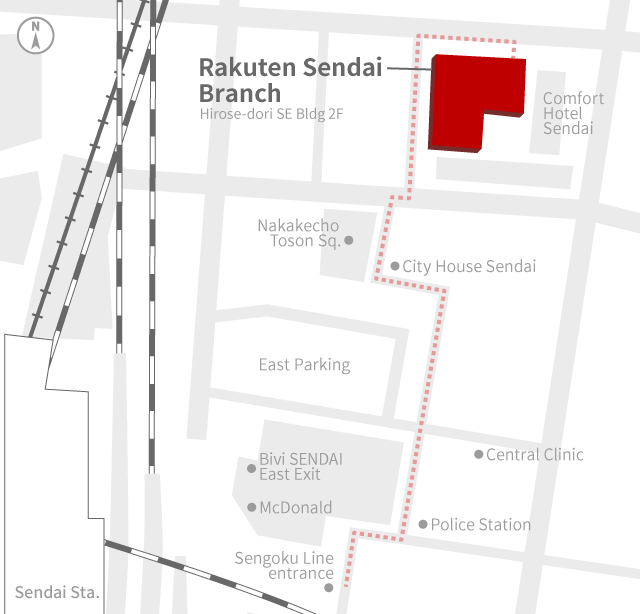 N
Rakuten Sendai
Branch
Hirose-dori SE Bldg 2F
Comfort
Hotel
Sendai
Nakakecho
Toson Sq.
City House Sendai
East Parking
Bivi SENDAI
East Exit
Central Clinic
McDonald
Police Station
Sengoku Line
entrance
Sendai Sta.